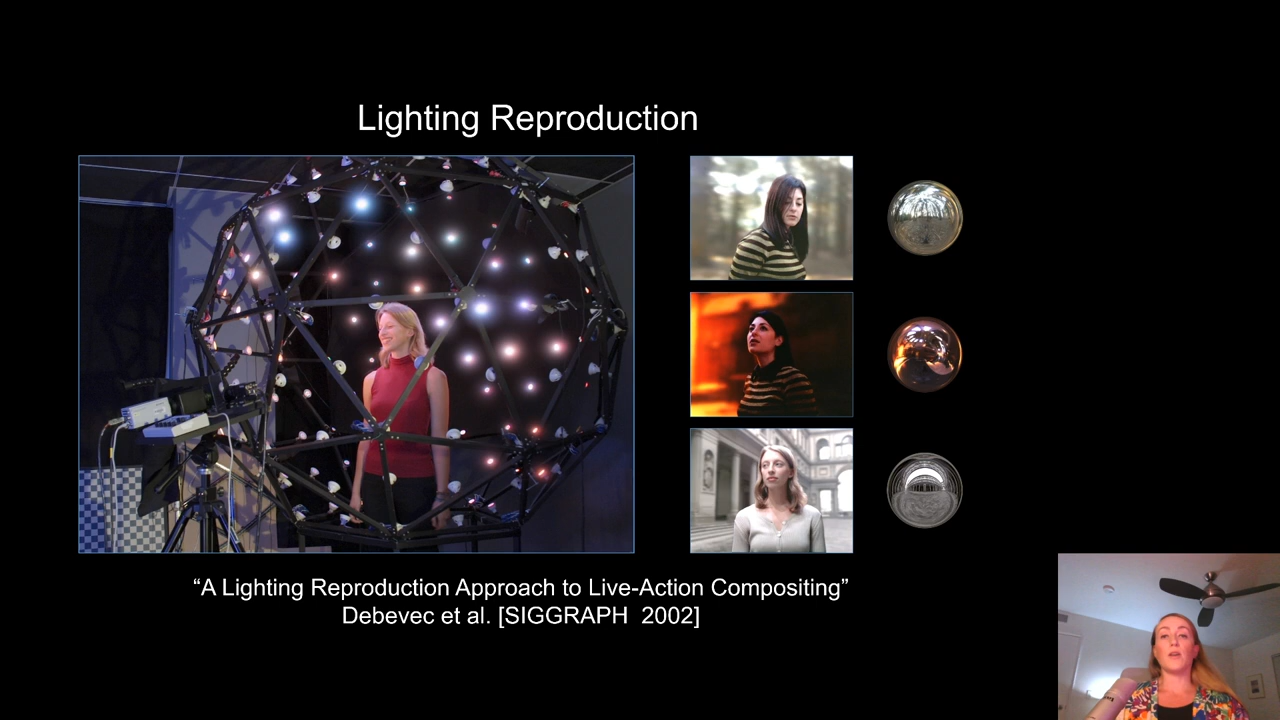 Lighting Reproduction
“A Lighting Reproduction Approach to Live-Action Compositing”
Debevec et al. [SIGGRAPH  2002]